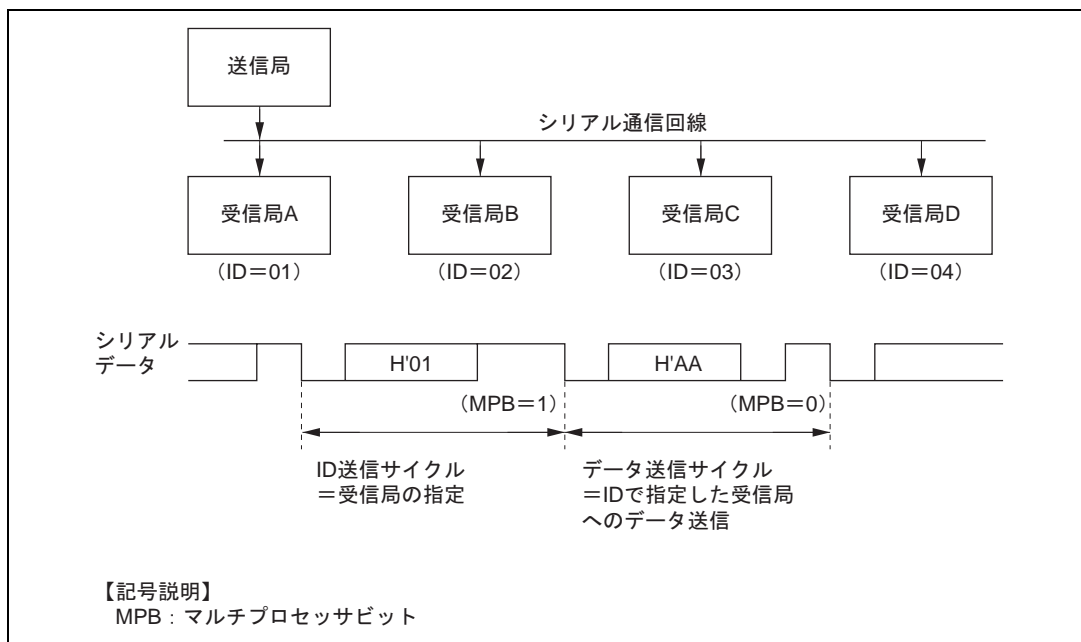 送信局
シリアル通信回線
受信局A
受信局B
受信局C
受信局D
（ID＝01）
（ID＝02）
（ID＝03）
（ID＝04）
シリアル
データ
H'01
H'AA
（MPB＝1）
（MPB＝0）
ID送信サイクル
＝受信局の指定
データ送信サイクル
＝IDで指定した受信局
へのデータ送信
【記号説明】
MPB：マルチプロセッサビット